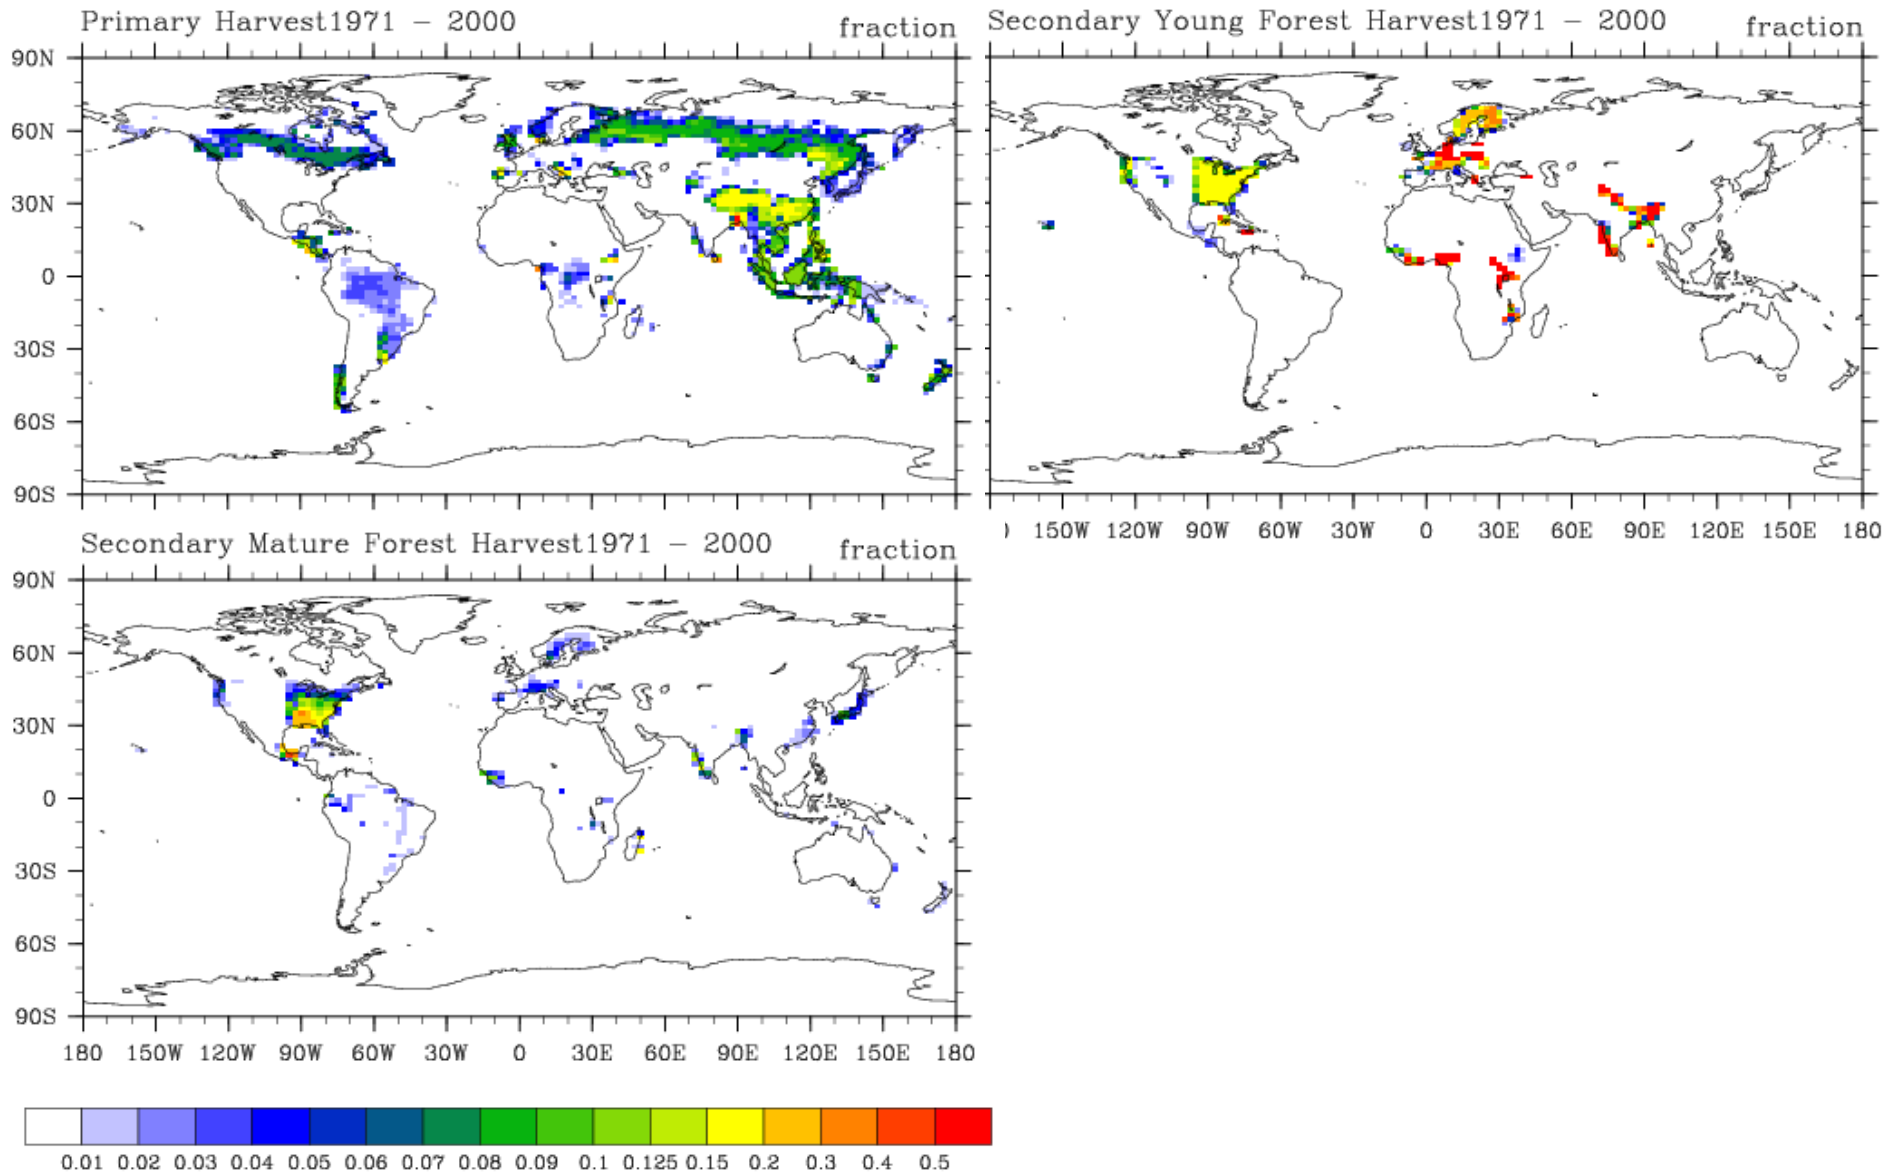 Primary Harvest1971 – 2000 fraction
90N
60N
30N
0
30S
60S
90S
Secondary Young Forest Harvest1971 – 2000 fraction
) 150W 120W 90W 60W 30W 0 30E 60E 90E 120E 150E 180
Secondary Mature Forest Harvest1971 – 2000 fraction
90N
60N
30N
0
30S
60S
90S
180 150W 120W 90W 60W 30W 0 30E 60E 90E 120E 150E 180
0.01 0.02 0.03 0.04 0.05 0.06 0.07 0.08 0.09 0.1 0.125 0.15 0.2 0.3 0.4 0.5